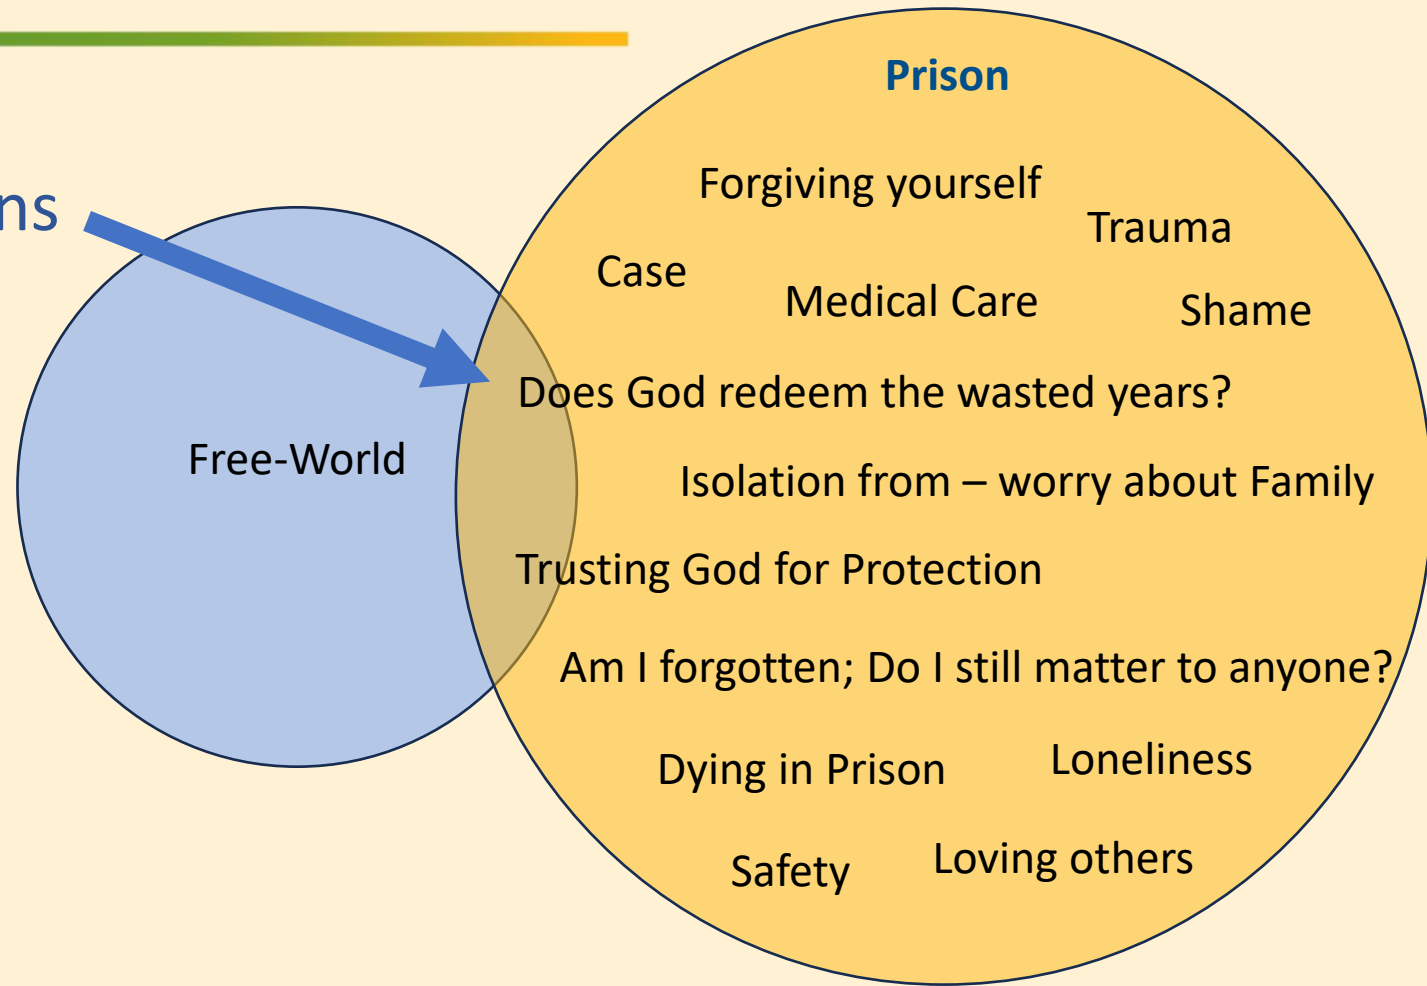 Prison
Forgiving yourself
Trauma
ns
Case
Medical Care
Shame
Does God redeem the wasted years?
Free-World
Isolation from – worry about Family
Trusting God for Protection
Am I forgotten; Do I still matter to anyone?
Dying in Prison
Loneliness
Safety
Loving others